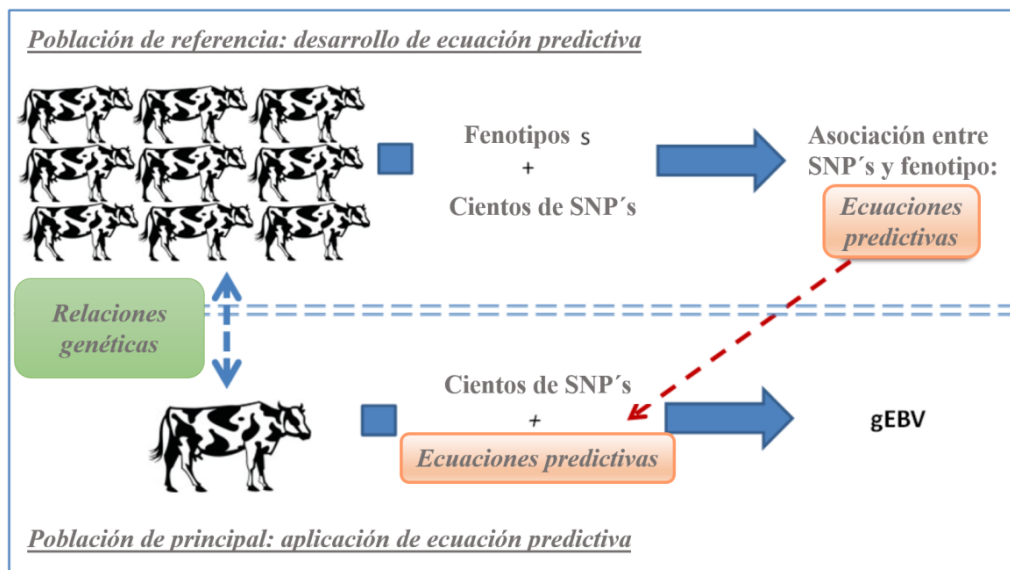 Población de referencia: desarrollo de ecuación predictiva
Fenotipos s
+
Cientos de SNP´s
Asociación entre
SNP´s y fenotipo:
Ecuaciones
predictivas
Relaciones
genéticas
Cientos de SNP´s
+
Ecuaciones predictivas
gEBV
Población de principal: aplicación de ecuación predictiva